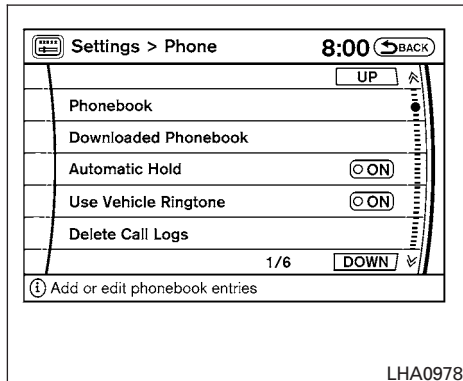 Settings > Phone 8:00 BACK
UP
Phonebook
Downloaded Phonebook
Automatic Hold ON
Use Vehicle Ringtone ON
Delete Call Logs
1/6 DOWN
i Add or edit phonebook entries
LHA0978